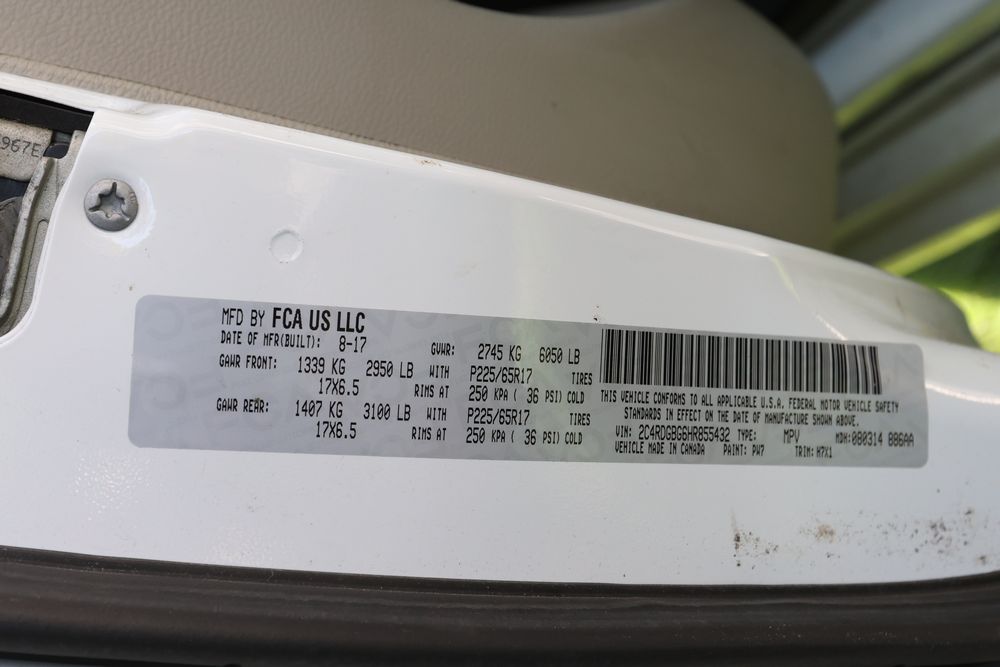 967E
MFD BY FCA US LLC
DATE OF MFR(BUILT): 8-17 GVWR: 2745 KG 6050 LB
GAWR FRONT: 1339 KG 2950 LB WITH P225/65R17 TIRES
17X6.5 RIMS AT 250 KPA ( 36 PSI) COLD
GAWR REAR: 1407 KG 3100 LB WITH P225/65R17 TIRES
17X6.5 RIMS AT 250 KPA ( 36 PSI) COLD
THIS VEHICLE CONFORMS TO ALL APPLICABLE U.S.A. FEDERAL MOTOR VEHICLE SAFETY
STANDARDS IN EFFECT ON THE DATE OF MANUFACTURE SHOWN ABOVE.
VIN: 2C4RDGBG6HR855432 TYPE: MPV MDH: 080314 886AA
VEHICLE MADE IN CANADA PAINT: PW7 TRIM: H7X1